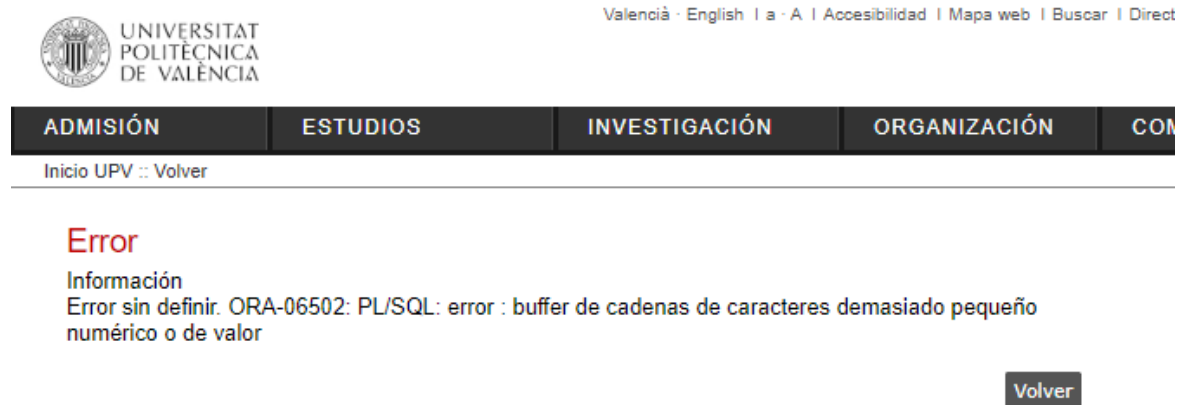 Valencià · English | a · A | Accesibilidad | Mapa web | Buscar | Direct
UNIVERSITAT
POLITÈCNICA
DE VALÈNCIA
ADMISIÓN ESTUDIOS INVESTIGACIÓN ORGANIZACIÓN COM
Inicio UPV :: Volver
Error
Información
Error sin definir. ORA-06502: PL/SQL: error : buffer de cadenas de caracteres demasiado pequeño
numérico o de valor
Volver